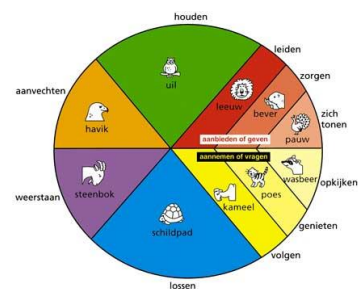 houden
leiden
zorgen
zich
tonen
opkijken
genieten
volgen
lossen
weerstaan
aanvechten
uil
leeuw
bever
pauw
havik
aanbieden of geven
aannemen of vragen
steenbok
wasbeer
poes
kameel
schildpad